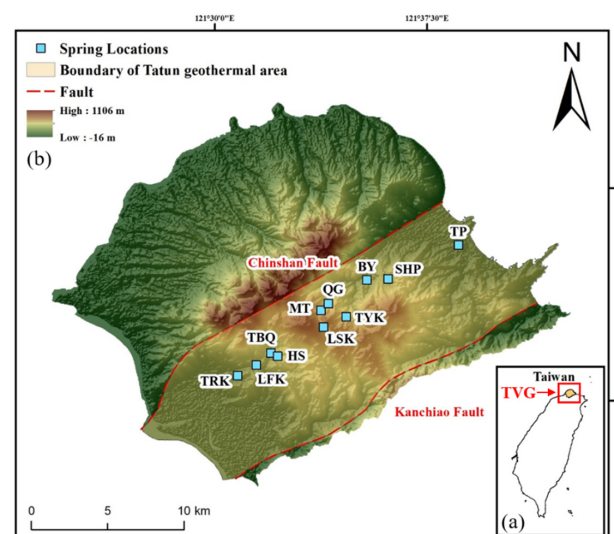 121°30'0"E
121°37'30"E
Spring Locations
Boundary of Tatun geothermal area
Fault
High : 1106 m
Low : -16 m
(b)
N
TP
Chinshan Fault
BY
SHP
QG
MT
TYK
LSK
TBQ
HS
LFK
TRK
Kanchiao Fault
Taiwan
TVG
(a)
0 5 10 km